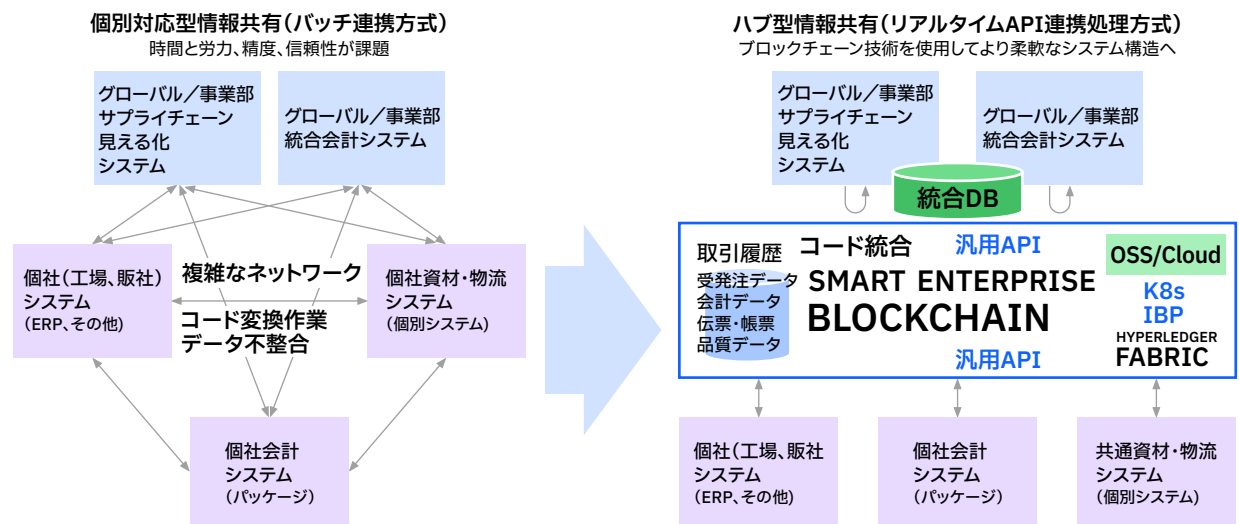 個別対応型情報共有（バッチ連携方式）
時間と労力、精度、信頼性が課題
グローバル／事業部
サプライチェーン
見える化
システム
グローバル／事業部
統合会計システム
個社（工場、販社）
システム
（ERP、その他）
複雑なネットワーク
コード変換作業
データ不整合
個社資材・物流
システム
（個別システム）
個社会計
システム
（パッケージ）
ハブ型情報共有（リアルタイムAPI連携処理方式）
ブロックチェーン技術を使用してより柔軟なシステム構造へ
グローバル／事業部
サプライチェーン
見える化
システム
グローバル／事業部
統合会計システム
統合DB
取引履歴
受発注データ
会計データ
伝票・帳票
品質データ
コード統合
汎用API
SMART ENTERPRISE
BLOCKCHAIN
汎用API
OSS/Cloud
K8s
IBP
HYPERLEDGER
FABRIC
個社（工場、販社
システム
（ERP、その他）
個社会計
システム
（パッケージ）
共通資材・物流
システム
（個別システム）